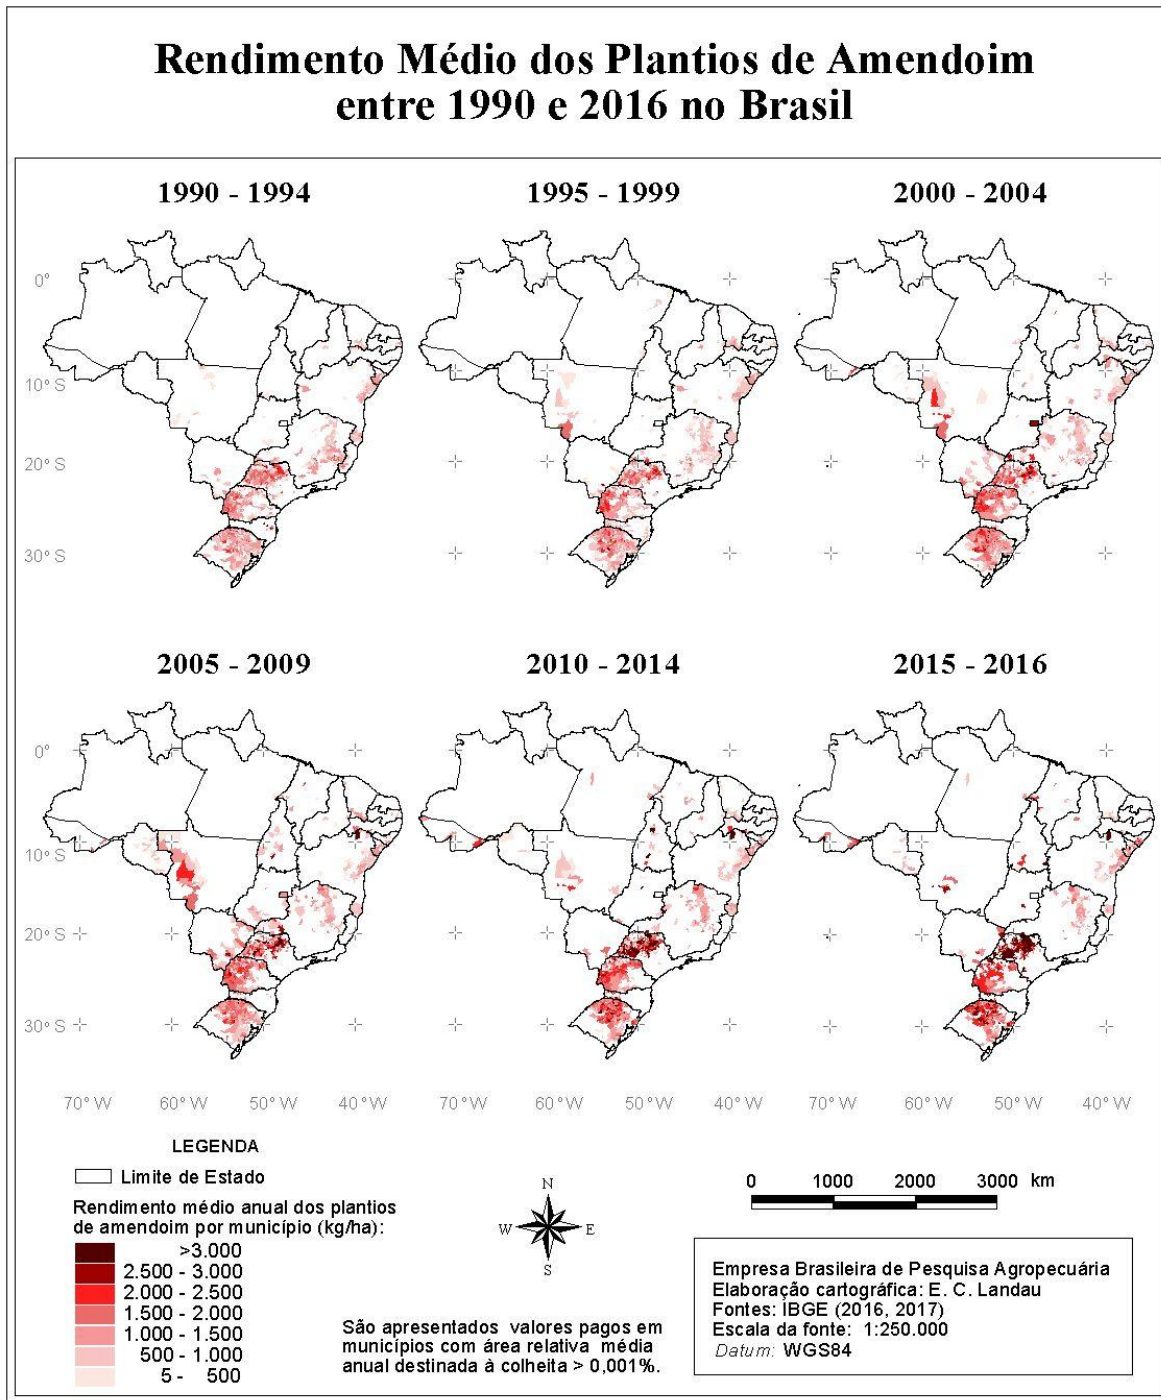 Rendimento Médio dos Plantios de Amendoim
entre 1990 e 2016 no Brasil
1990 - 1994
1995 - 1999
2000 - 2004
0°
10° S
20° S
30° S
2005 - 2009
2010 - 2014
2015 - 2016
0°
10° S
20° S
30° S
70° W 60° W 50° W 40° W 70° W 60° W 50° W 40° W 70° W 60° W 50° W 40° W
LEGENDA
Limite de Estado
Rendimento médio anual dos plantios
de amendoim por município (kg/ha):
>3.000
2.500 - 3.000
2.000 - 2.500
1.500 - 2.000
1.000 - 1.500
500 - 1.000
5 - 500
N
W E
S
São apresentados valores pagos em
municípios com área relativa média
anual destinada à colheita > 0,001%.
0 1000 2000 3000 km
Empresa Brasileira de Pesquisa Agropecuária
Elaboração cartográfica: E. C. Landau
Fontes: IBGE (2016, 2017)
Escala da fonte: 1:250.000
Datum: WGS84